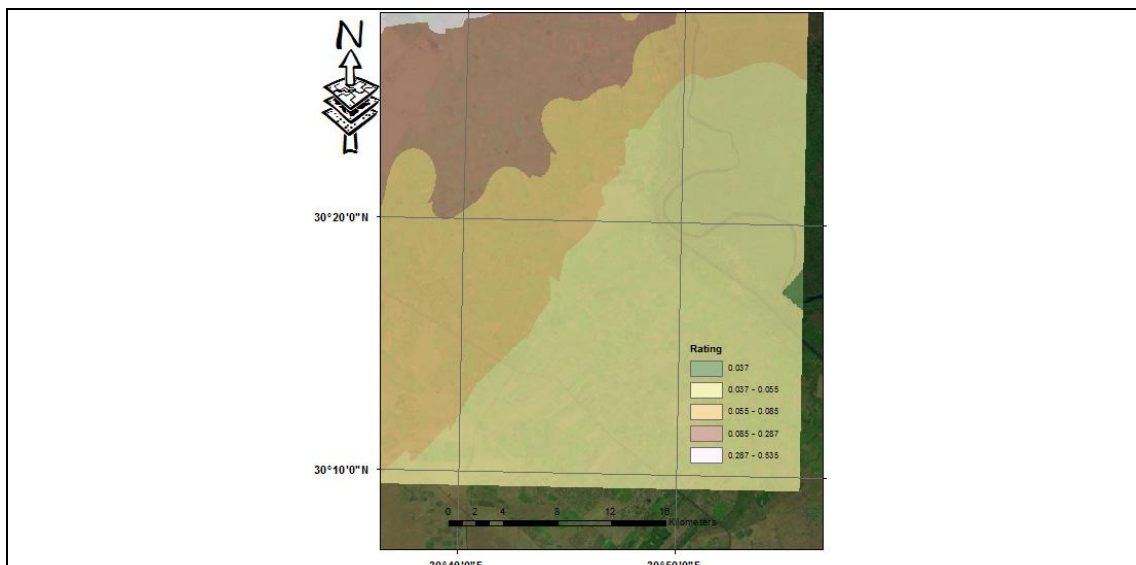 N
30°20'0"N
Rating
0.037
0.037 - 0.055
0.055 - 0.085
0.085 - 0.287
0.287 - 0.535
30°10'0"N
0 2 4 8 12 16
Kilometers